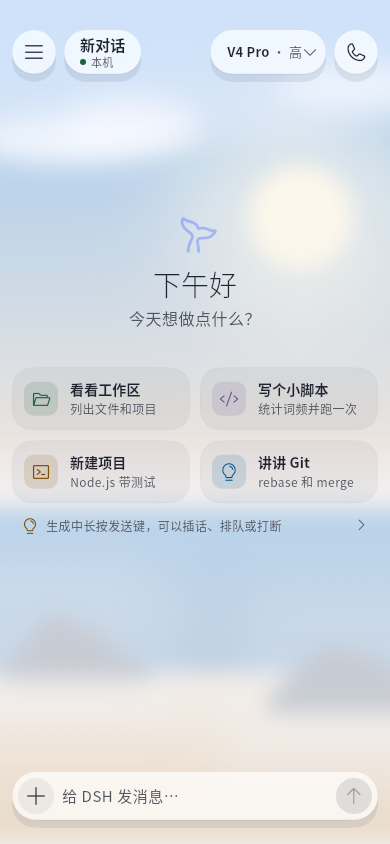 新对话
本机
V4 Pro · 高
下午好
今天想做点什么？
看看工作区
列出文件和项目
写个小脚本
统计词频并跑一次
新建项目
Node.js 带测试
讲讲 Git
rebase 和 merge
生成中长按发送键，可以插话、排队或打断
给 DSH 发消息…